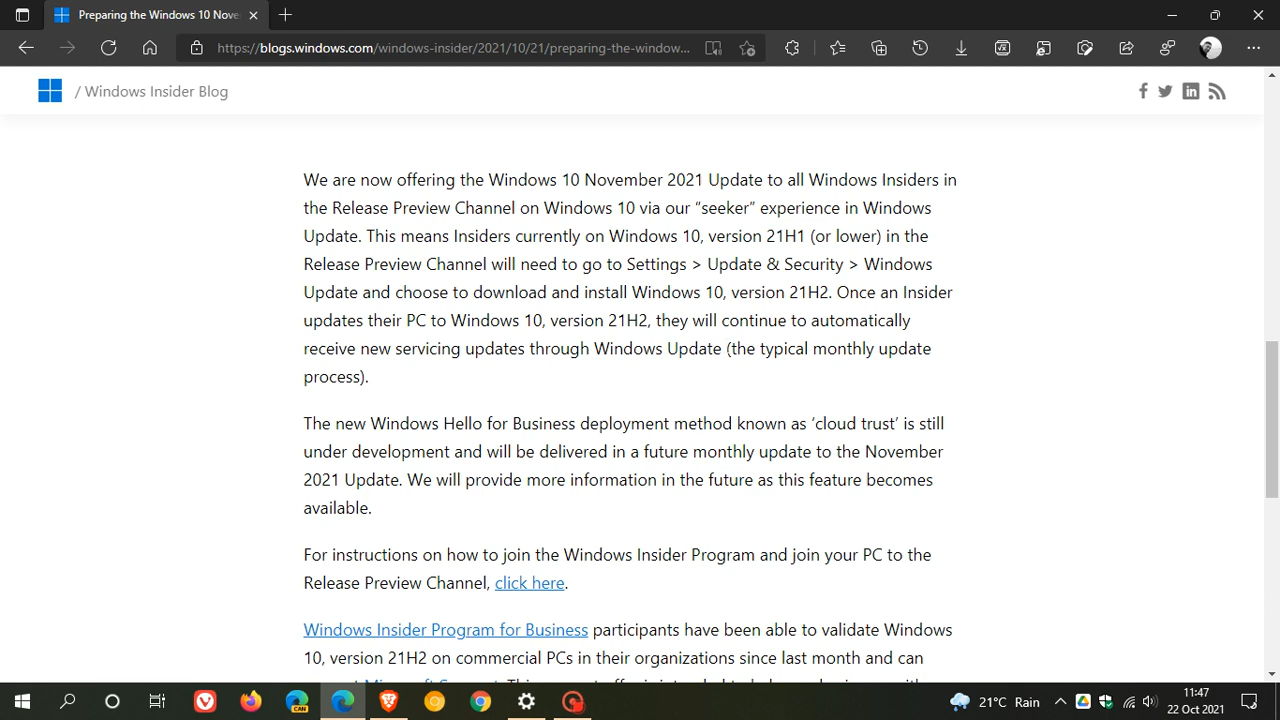 Preparing the Windows 10 Nove
https://blogs.windows.com/windows-insider/2021/10/21/preparing-the-window...
/ Windows Insider Blog
We are now offering the Windows 10 November 2021 Update to all Windows Insiders in
the Release Preview Channel on Windows 10 via our “seeker” experience in Windows
Update. This means Insiders currently on Windows 10, version 21H1 (or lower) in the
Release Preview Channel will need to go to Settings > Update & Security > Windows
Update and choose to download and install Windows 10, version 21H2. Once an Insider
updates their PC to Windows 10, version 21H2, they will continue to automatically
receive new servicing updates through Windows Update (the typical monthly update
process).
The new Windows Hello for Business deployment method known as ‘cloud trust’ is still
under development and will be delivered in a future monthly update to the November
2021 Update. We will provide more information in the future as this feature becomes
available.
For instructions on how to join the Windows Insider Program and join your PC to the
Release Preview Channel, click here.
Windows Insider Program for Business participants have been able to validate Windows
10, version 21H2 on commercial PCs in their organizations since last month and can
CAN
21°C Rain
11:47
22 Oct 2021